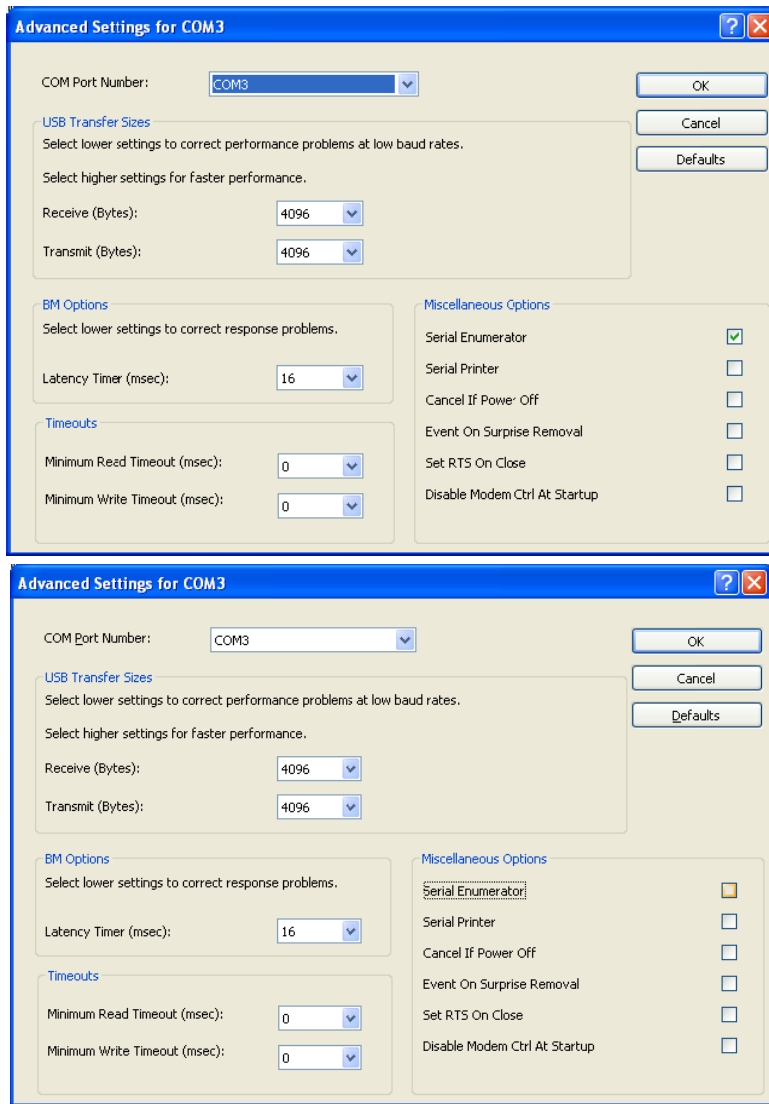 Advanced Settings for COM3
COM Port Number: COM3
OK
USB Transfer Sizes
Cancel
Select lower settings to correct performance problems at low baud rates.
Defaults
Select higher settings for faster performance.
Receive (Bytes): 4096
Transmit (Bytes): 4096
BM Options
Select lower settings to correct response problems.
Latency Timer (msec): 16
Timeouts
Minimum Read Timeout (msec): 0
Minimum Write Timeout (msec): 0
Miscellaneous Options
Serial Enumerator
Serial Printer
Cancel If Power Off
Event On Surprise Removal
Set RTS On Close
Disable Modem Ctrl At Startup
Advanced Settings for COM3
COM Port Number: COM3
OK
USB Transfer Sizes
Cancel
Select lower settings to correct performance problems at low baud rates.
Defaults
Select higher settings for faster performance.
Receive (Bytes): 4096
Transmit (Bytes): 4096
BM Options
Select lower settings to correct response problems.
Latency Timer (msec): 16
Timeouts
Minimum Read Timeout (msec): 0
Minimum Write Timeout (msec): 0
Miscellaneous Options
Serial Enumerator
Serial Printer
Cancel If Power Off
Event On Surprise Removal
Set RTS On Close
Disable Modem Ctrl At Startup